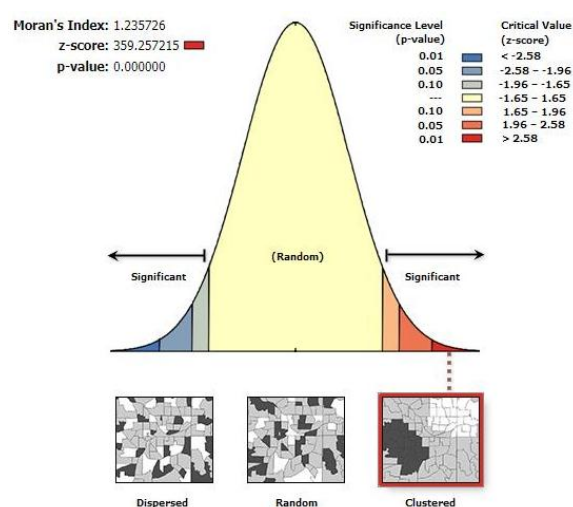 Moran's Index: 1.235726
z-score: 359.257215
p-value: 0.000000
Significance Level
(p-value)
Critical Value
(z-score)
0.01 < -2.58
0.05 -2.58 – -1.96
0.10 -1.96 – -1.65
--- -1.65 – 1.65
0.10 1.65 – 1.96
0.05 1.96 – 2.58
0.01 > 2.58
Significant
(Random)
Significant
Dispersed
Random
Clustered